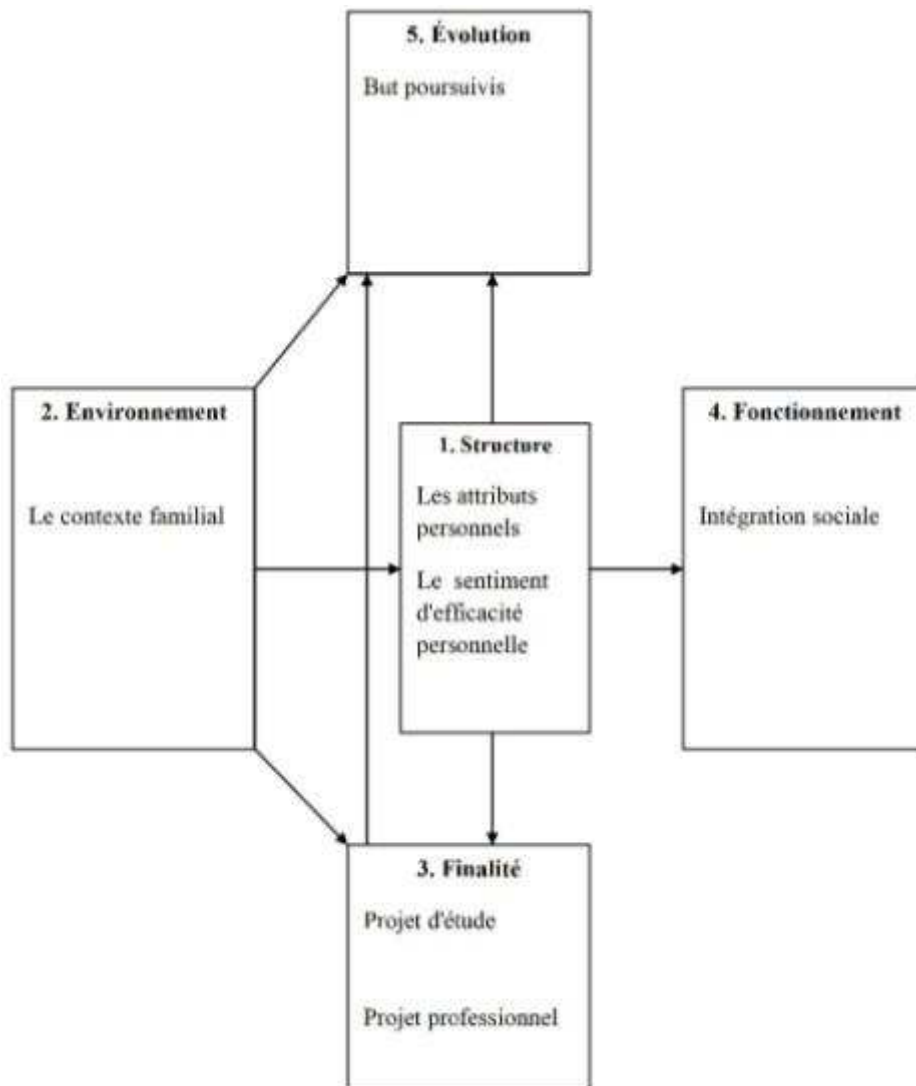 5. Évolution
But poursuivis
2. Environnement
Le contexte familial
1. Structure
Les attributs
personnels
Le sentiment
d'efficacité
personnelle
4. Fonctionnement
Intégration sociale
3. Finalité
Projet d'étude
Projet professionnel